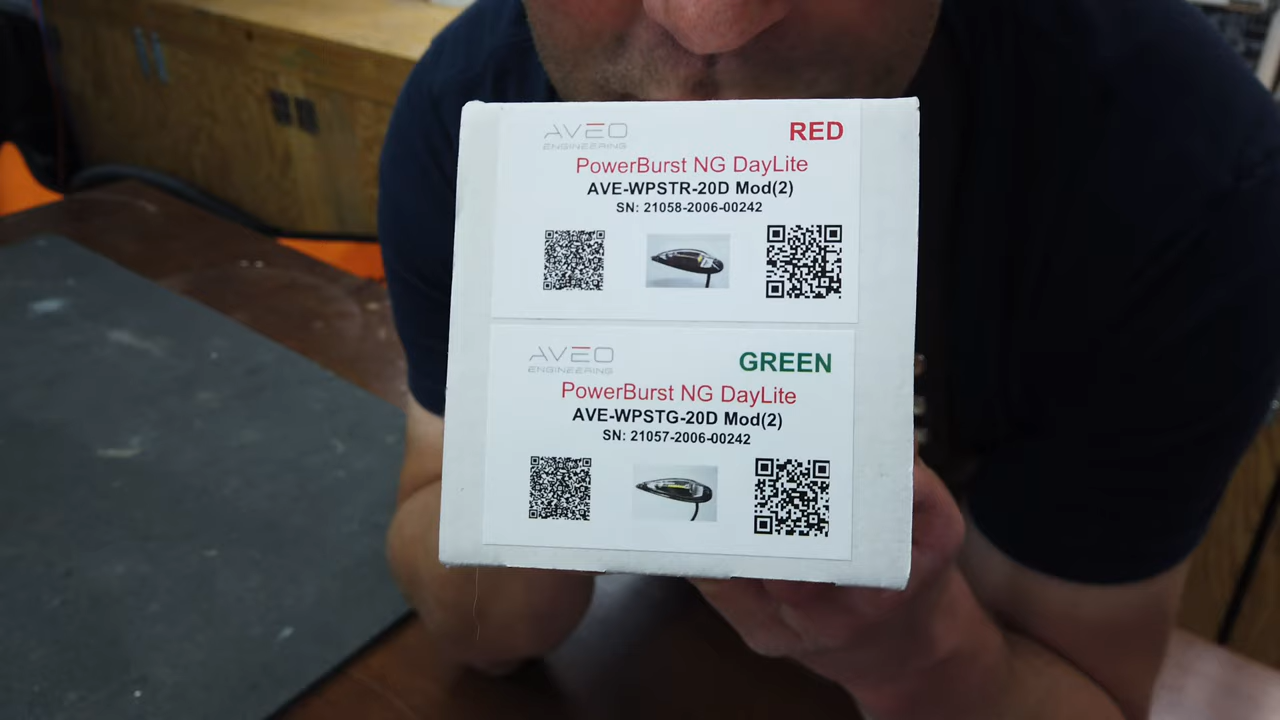 AVEO RED
ENGINEERING
PowerBurst NG DayLite
AVE-WPSTR-20D Mod(2)
SN: 21058-2006-00242
AVEO GREEN
ENGINEERING
PowerBurst NG DayLite
AVE-WPSTG-20D Mod(2)
SN: 21057-2006-00242